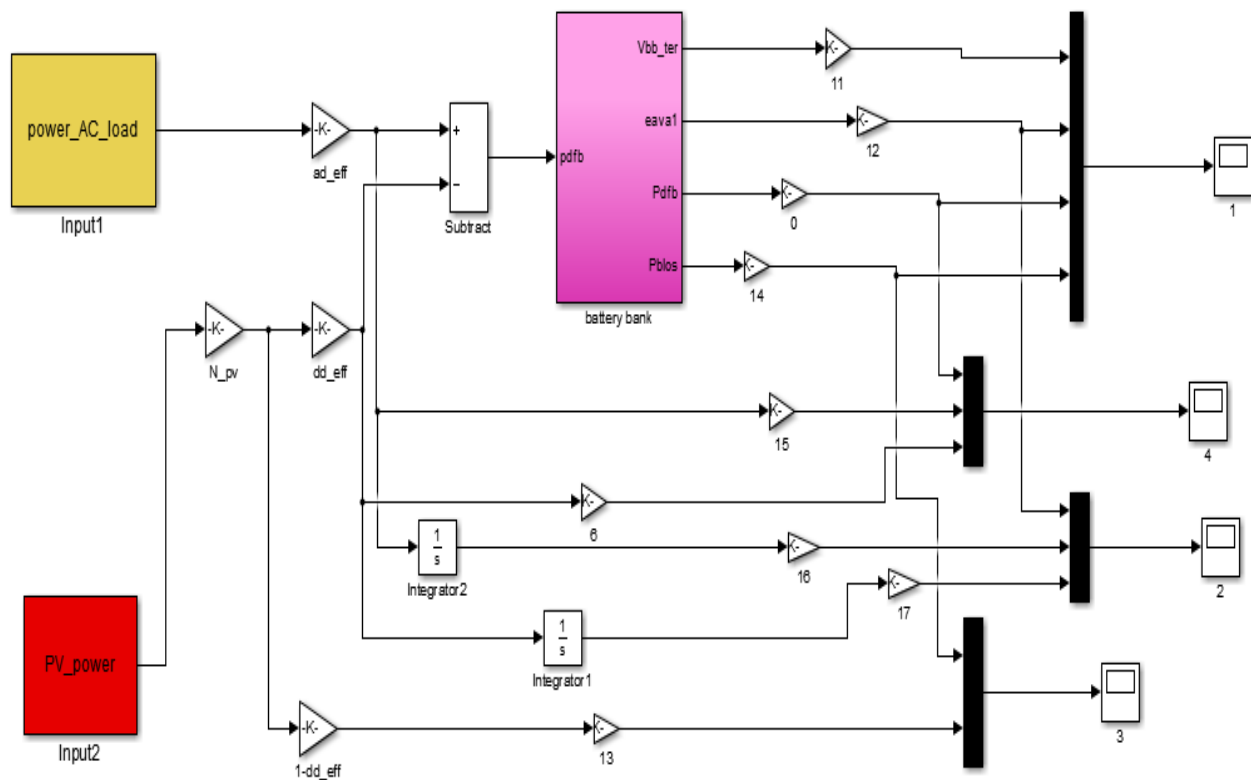 Vbb_ter
K-
11
power_AC_load
-K-
ad_eff
Input1
+
−
Subtract
pdfb
eava1
K-
12
Pdfb
K-
0
Pblos
K-
14
battery bank
1
-K-
N_pv
-K-
dd_eff
K-
15
4
K-
6
1
s
Integrator2
K-
16
K-
17
2
1
s
Integrator1
PV_power
Input2
-K-
1-dd_eff
K-
13
3